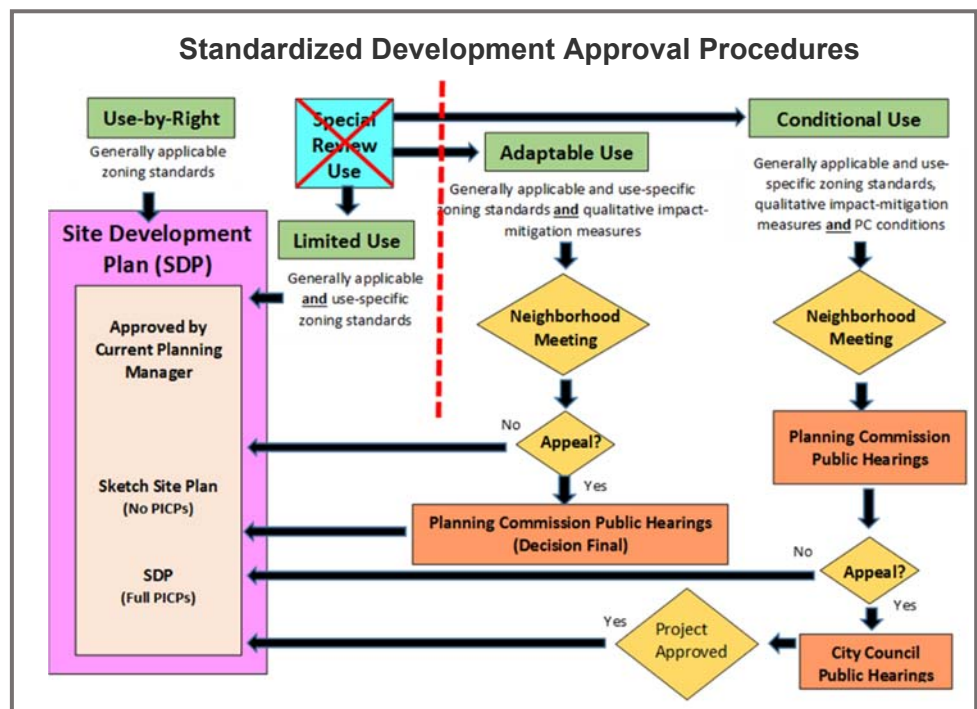 Standardized Development Approval Procedures
Use-by-Right
Generally applicable
zoning standards
Special
Review
Use
Limited Use
Generally applicable
and use-specific
zoning standards
Adaptable Use
Generally applicable and use-specific
zoning standards and qualitative impact-
mitigation measures
Conditional Use
Generally applicable and use-
specific zoning standards,
qualitative impact-mitigation
measures and PC conditions
Site Development
Plan (SDP)
Approved by
Current Planning
Manager
Sketch Site Plan
(No PICPs)
SDP
(Full PICPs)
Neighborhood
Meeting
No
Appeal?
Yes
Planning Commission Public Hearings
(Decision Final)
Neighborhood
Meeting
Planning Commission
Public Hearings
No
Appeal?
Yes
City Council
Public Hearings
Project
Approved
Yes